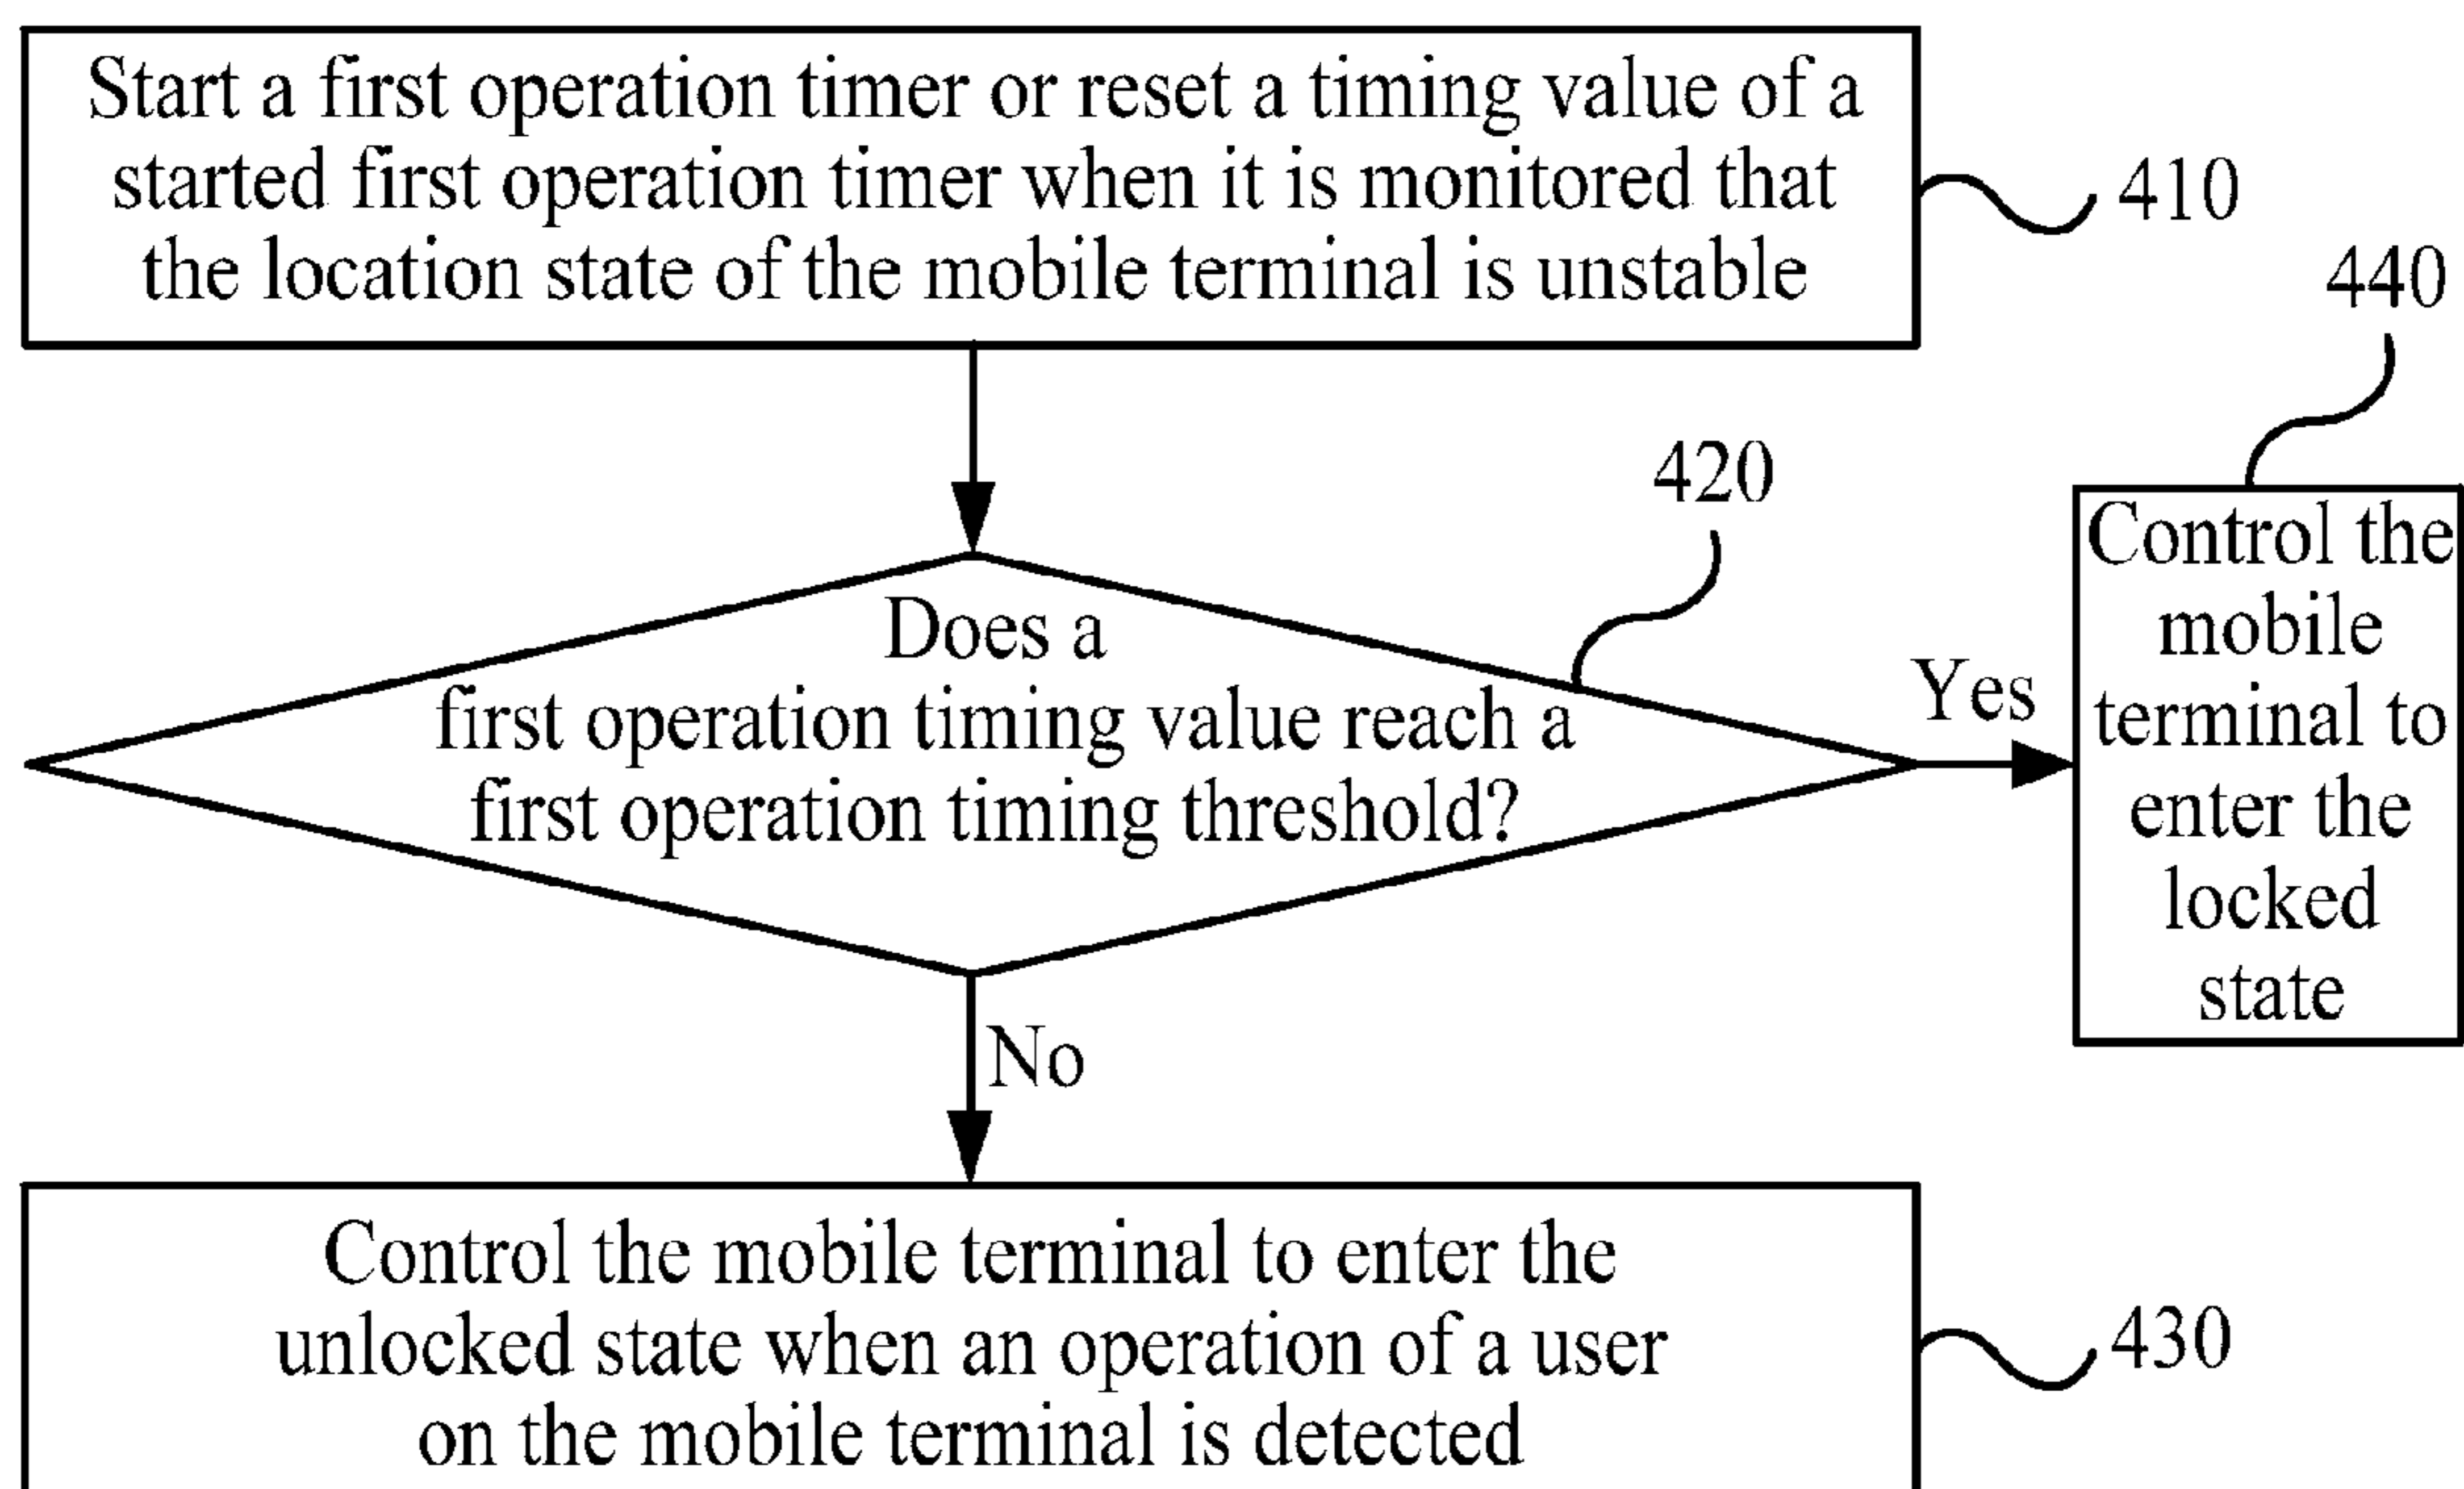 Start a first operation timer or reset a timing value of a
started first operation timer when it is monitored that
the location state of the mobile terminal is unstable
410
440
420
Does a
first operation timing value reach a
first operation timing threshold?
Yes
Control the
mobile
terminal to
enter the
locked
state
No
Control the mobile terminal to enter the
unlocked state when an operation of a user
on the mobile terminal is detected
430